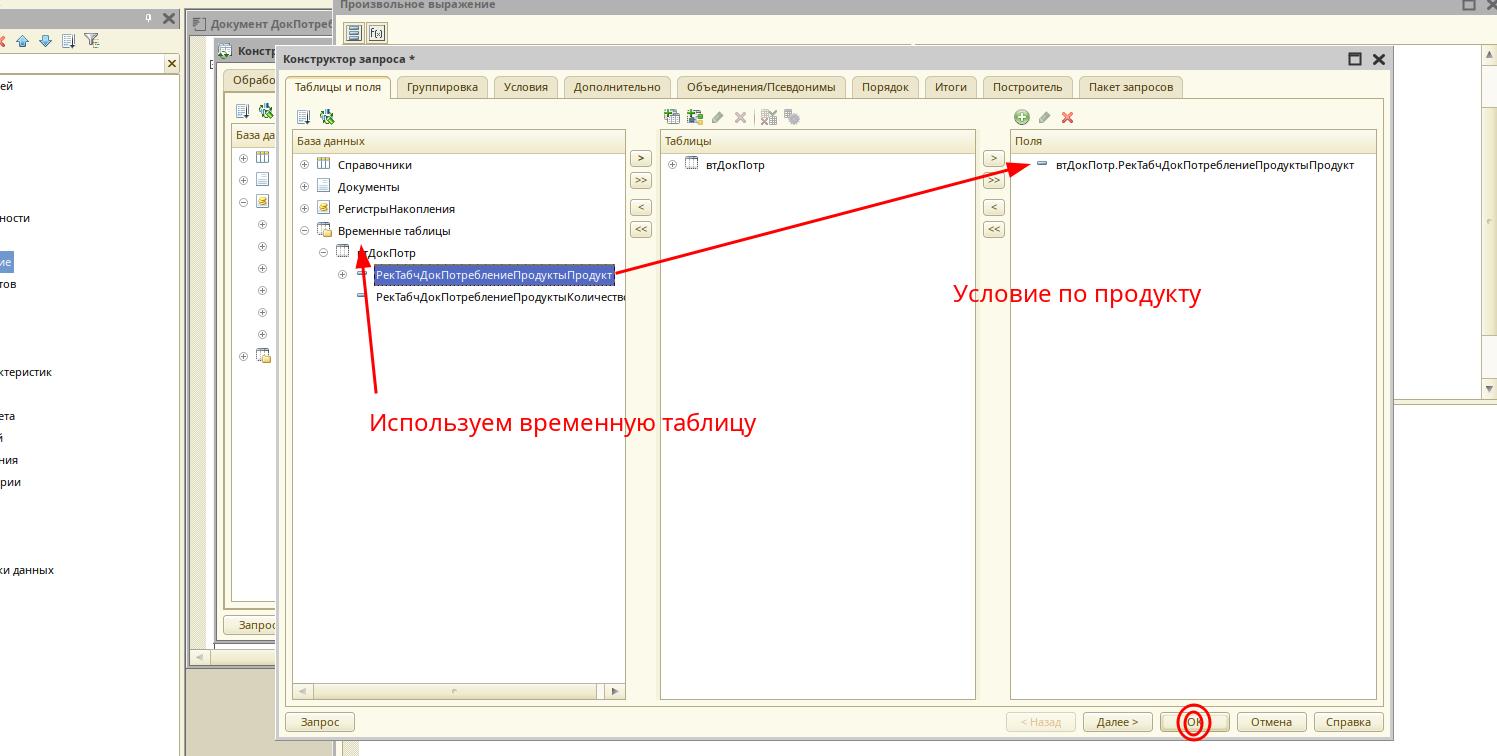 Произвольное выражение
Документ ДокПотреб
Констр
Конструктор запроса *
Обрабо
Таблицы и поля
Группировка
Условия
Дополнительно
Объединения/Псевдонимы
Порядок
Итоги
Построитель
Пакет запросов
ей
ности
ие
тов
ктеристик
ета
й
ния
рии
ки данных
База да
База данных
Справочники
Документы
РегистрыНакопления
Временные таблицы
втДокПотр
РекТабчДокПотреблениеПродуктыПродукт
РекТабчДокПотреблениеПродуктыКоличество
>
>>
<
<<
Таблицы
втДокПотр
>
>>
<
<<
Поля
втДокПотр.РекТабчДокПотреблениеПродуктыПродукт
Условие по продукту
Используем временную таблицу
Запрос
Запрос
< Назад
Далее >
ОК
Отмена
Справка